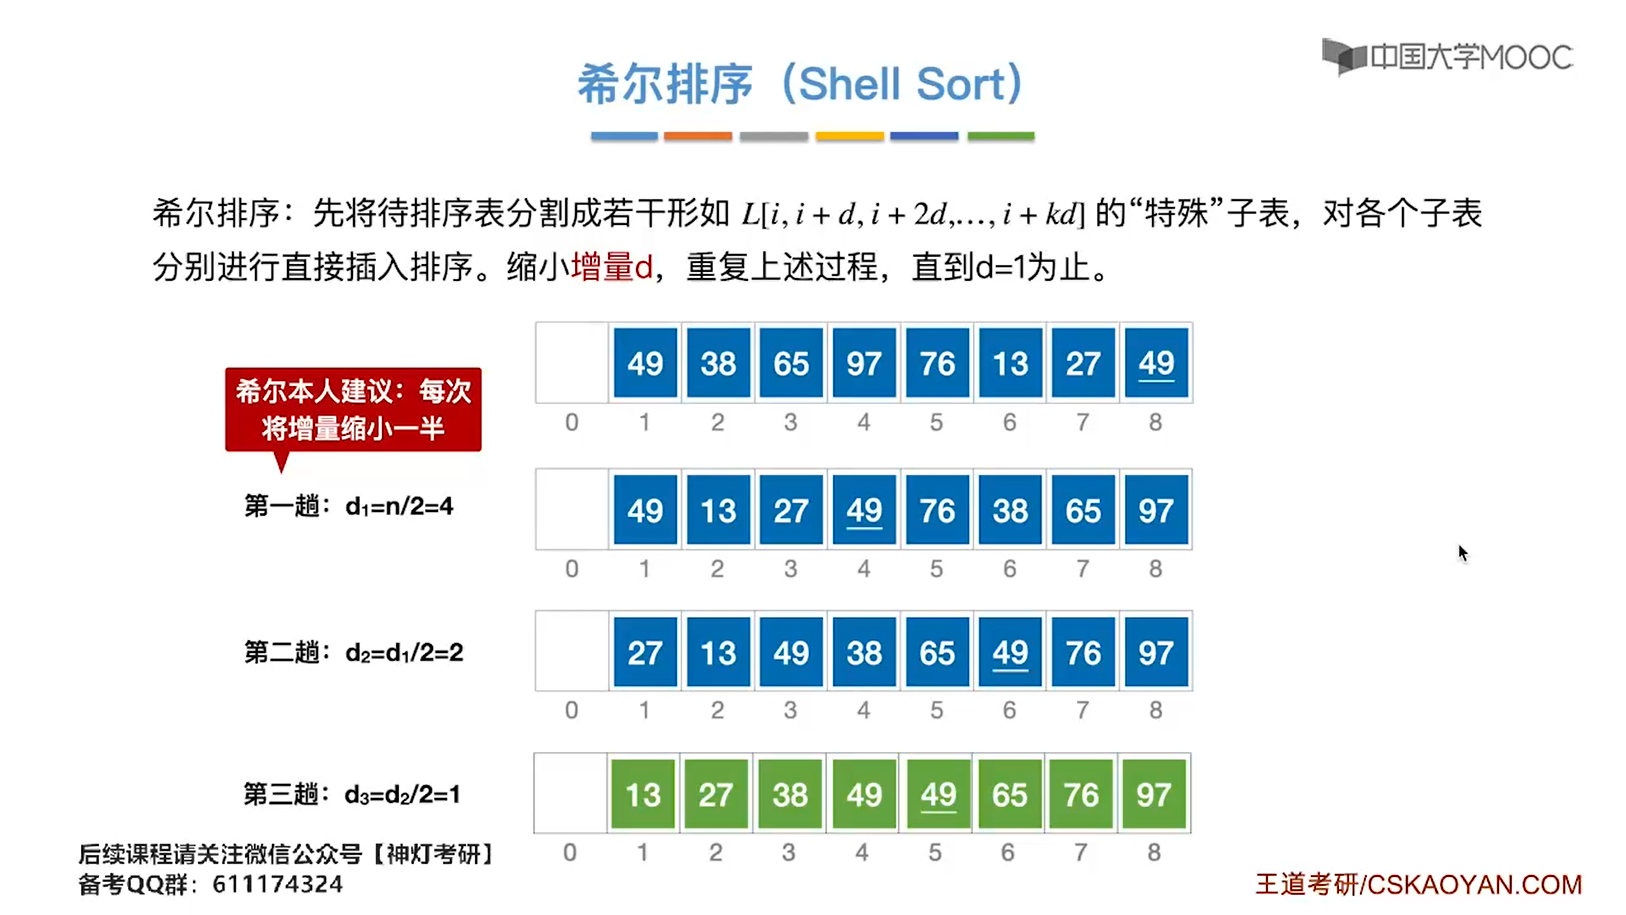 中国大学MOOC
希尔排序（Shell Sort）
希尔排序：先将待排序表分割成若干形如 L[i, i + d, i + 2d,…, i + kd] 的“特殊”子表，对各个子表
分别进行直接插入排序。缩小增量d，重复上述过程，直到d=1为止。
49 38 65 97 76 13 27 49
0 1 2 3 4 5 6 7 8
希尔本人建议：每次
将增量缩小一半
第一趟：d₁=n/2=4
49 13 27 49 76 38 65 97
0 1 2 3 4 5 6 7 8
第二趟：d₂=d₁/2=2
27 13 49 38 65 49 76 97
0 1 2 3 4 5 6 7 8
第三趟：d₃=d₂/2=1
13 27 38 49 49 65 76 97
0 1 2 3 4 5 6 7 8
后续课程请关注微信公众号【神灯考研】
备考QQ群：611174324
王道考研/CSKAOYAN.COM